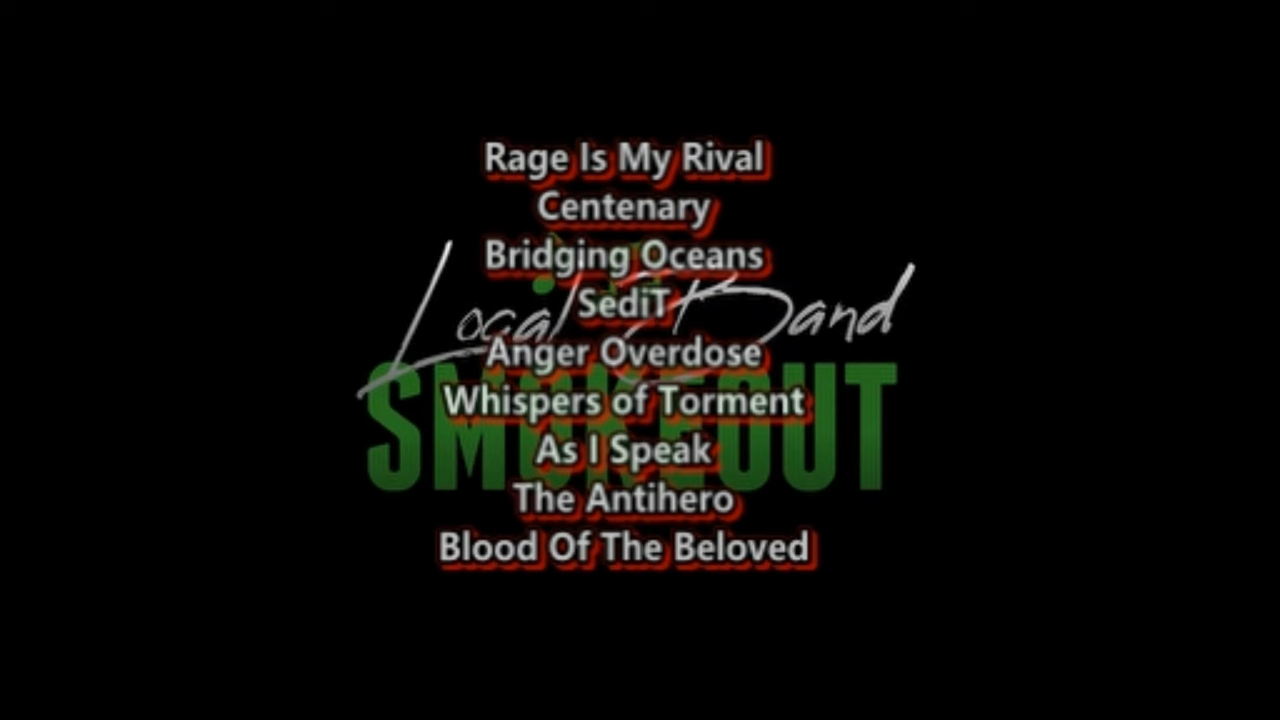 Rage Is My Rival
Centenary
Bridging Oceans
SediT
Local Band
Anger Overdose
SMOKEOUT
Whispers of Torment
As I Speak
The Antihero
Blood Of The Beloved